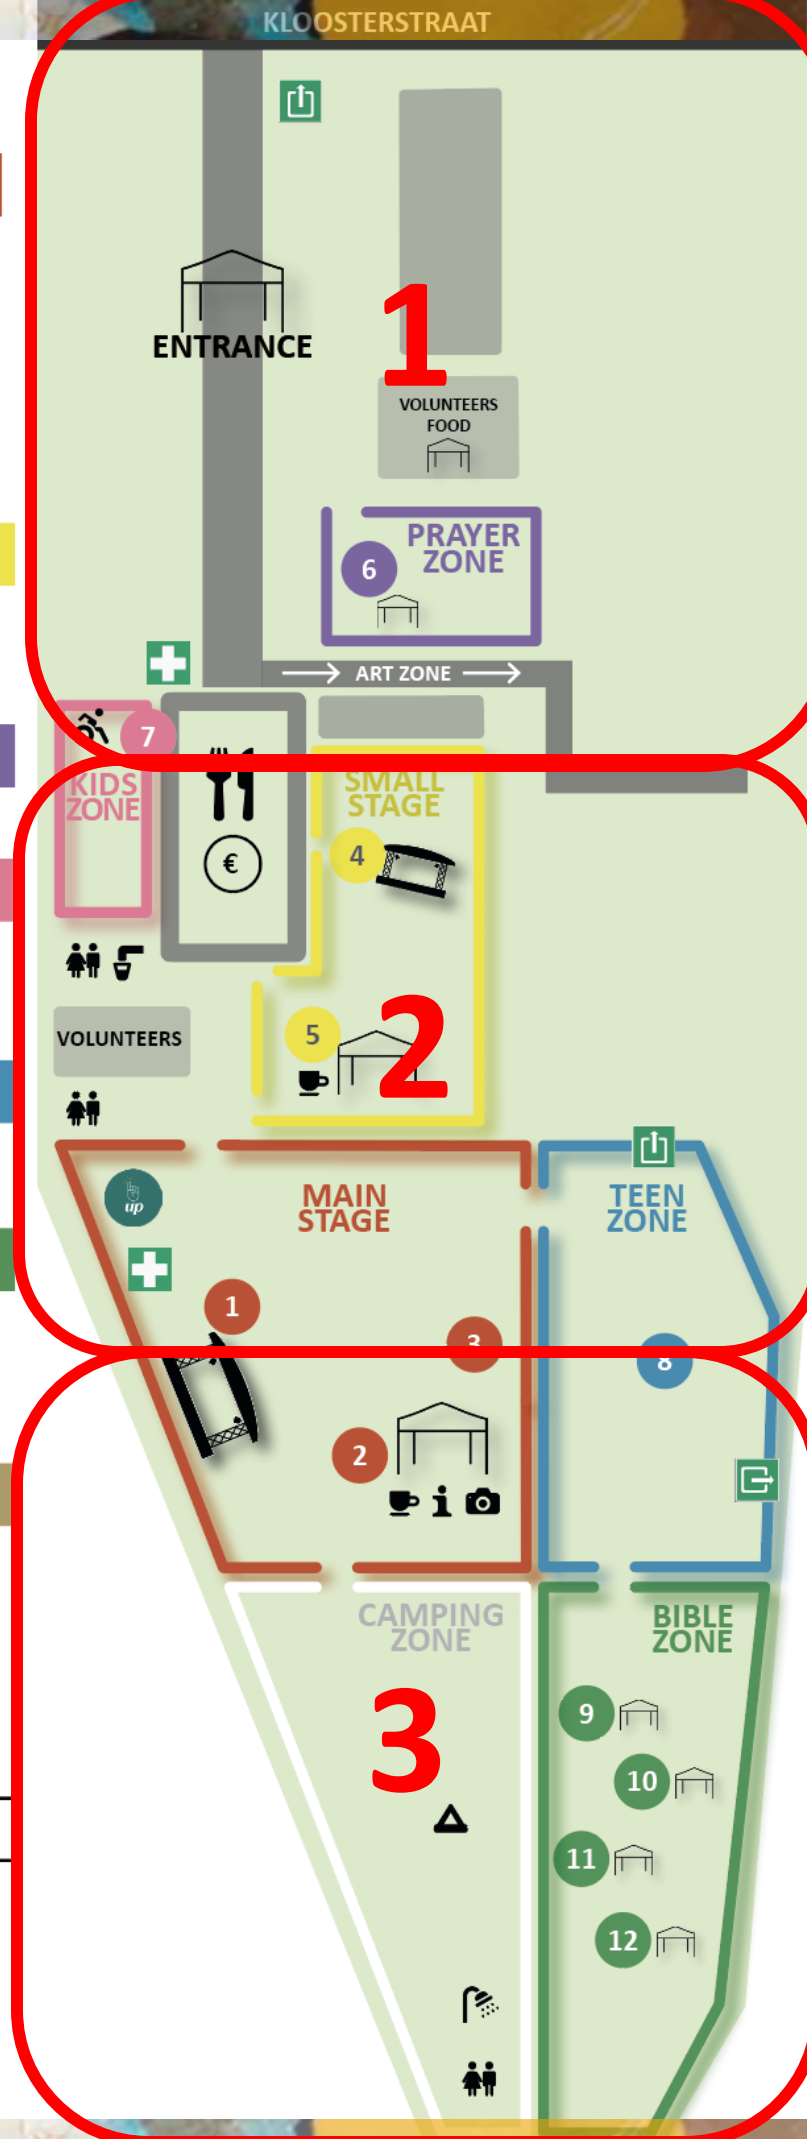 KLOOSTERSTRAAT
ENTRANCE
1
VOLUNTEERS
FOOD
PRAYER
ZONE
6
ART ZONE
7
KIDS
ZONE
SMALL
STAGE
4
€
5
2
VOLUNTEERS
MAIN
STAGE
TEEN
ZONE
up
1
3
8
2
i
CAMPING
ZONE
BIBLE
ZONE
3
9
10
11
12